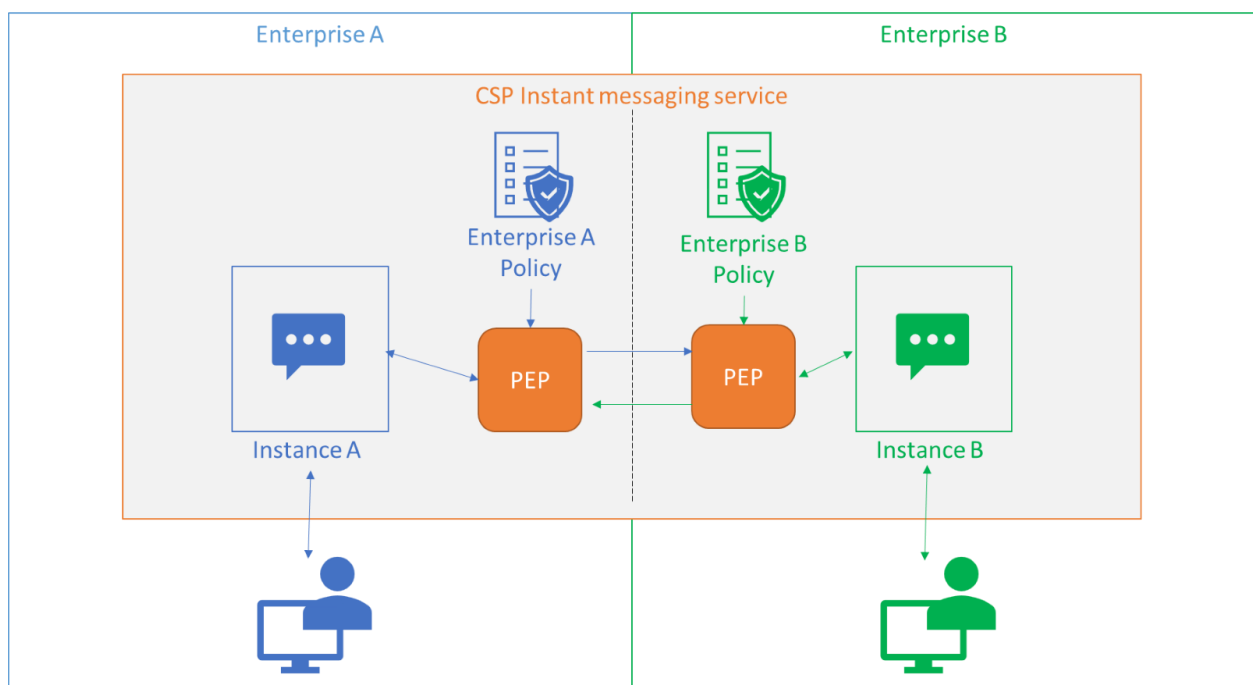 Enterprise A
Enterprise B
CSP Instant messaging service
Enterprise A
Policy
Enterprise B
Policy
PEP
PEP
Instance A
Instance B